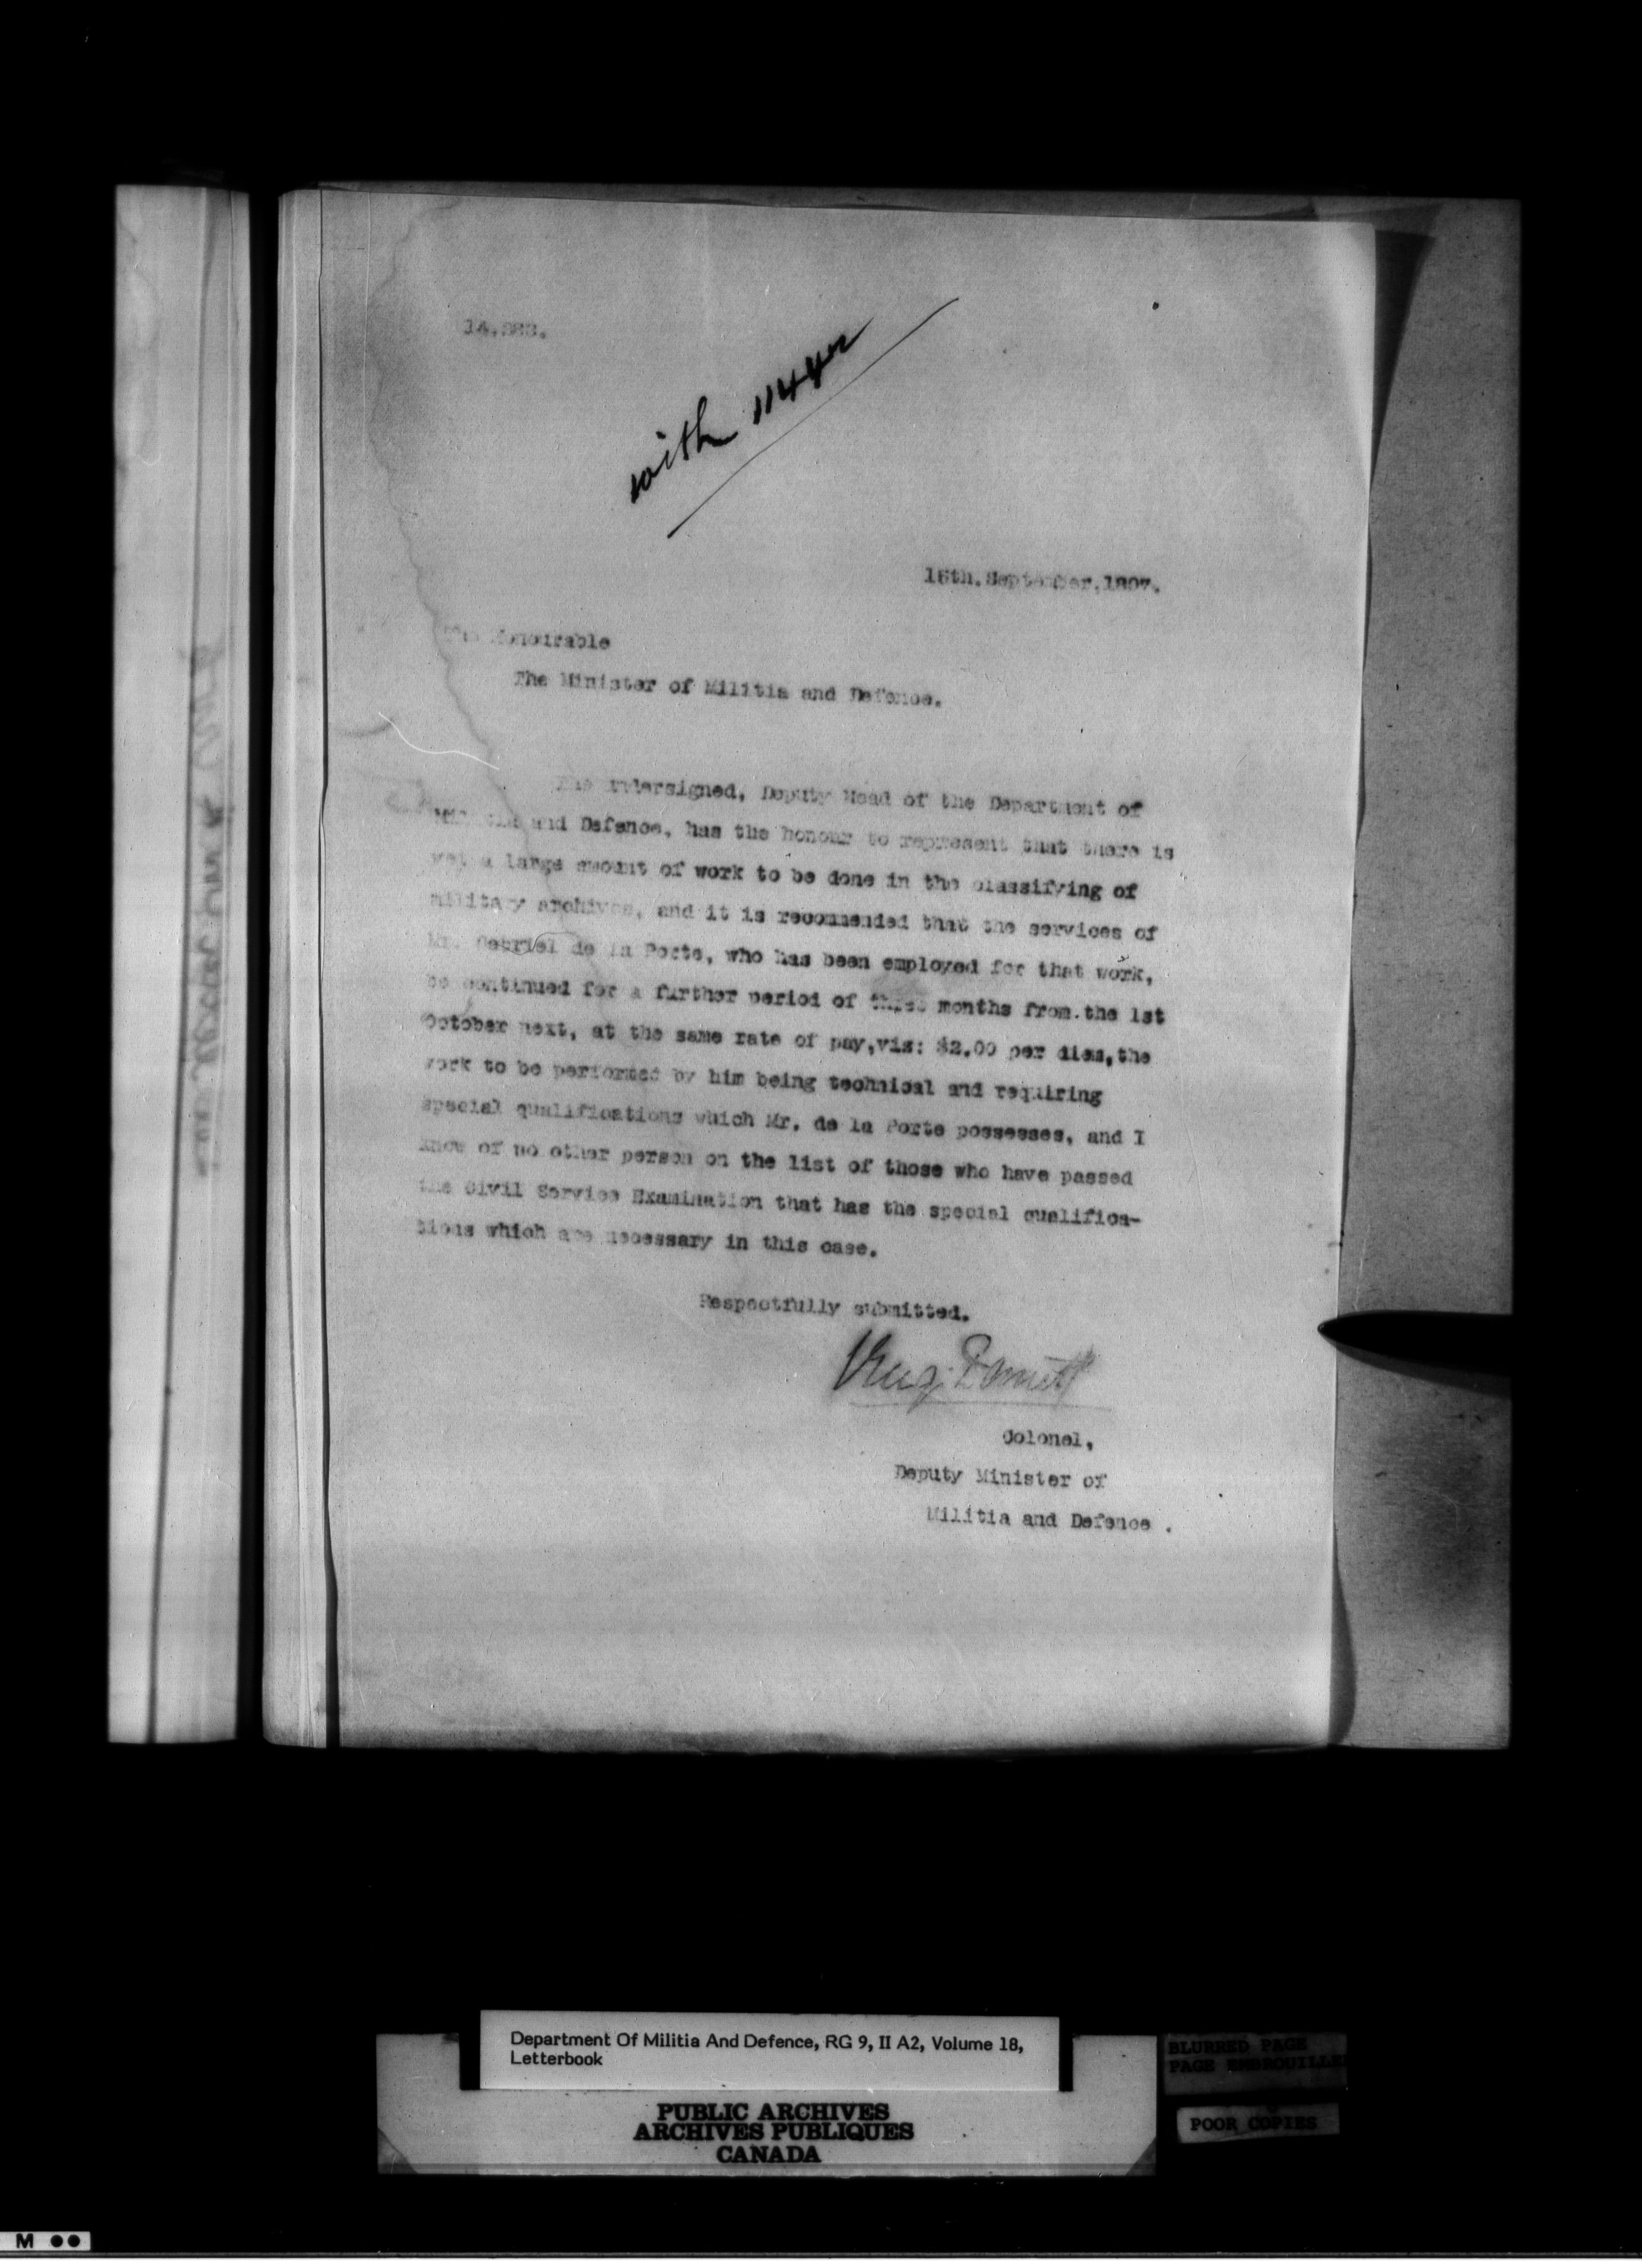 with
September, 1897.
The Honourable
The Minister of Militia and Defence.
The undersigned, Deputy Head of the Department of
Militia and Defence, has the honour to represent that there is
yet a large amount of work to be done in the classifying of
military archives, and it is recommended that the services of
Mr. Gabriel de la Porte, who has been employed for that work,
be continued for a further period of three months from.the 1st
October next, at the same rate of pay,viz: $2.00 per diem,the
work to be performed by him being technical and requiring
special qualifications which Mr. de la Porte possesses, and I
know of no other person on the list of those who have passed
the Civil Service Examination that has the special qualifica-
tions which are necessary in this case.
Respectfully submitted.
Colonel,
Deputy Minister of
Militia and Defence .
Department Of Militia And Defence, RG 9, II A2, Volume 18,
Letterbook
PUBLIC ARCHIVES
ARCHIVES PUBLIQUES
CANADA
BLURRED PAGE
PAGE EMBROUILLE
POOR COPIES
M